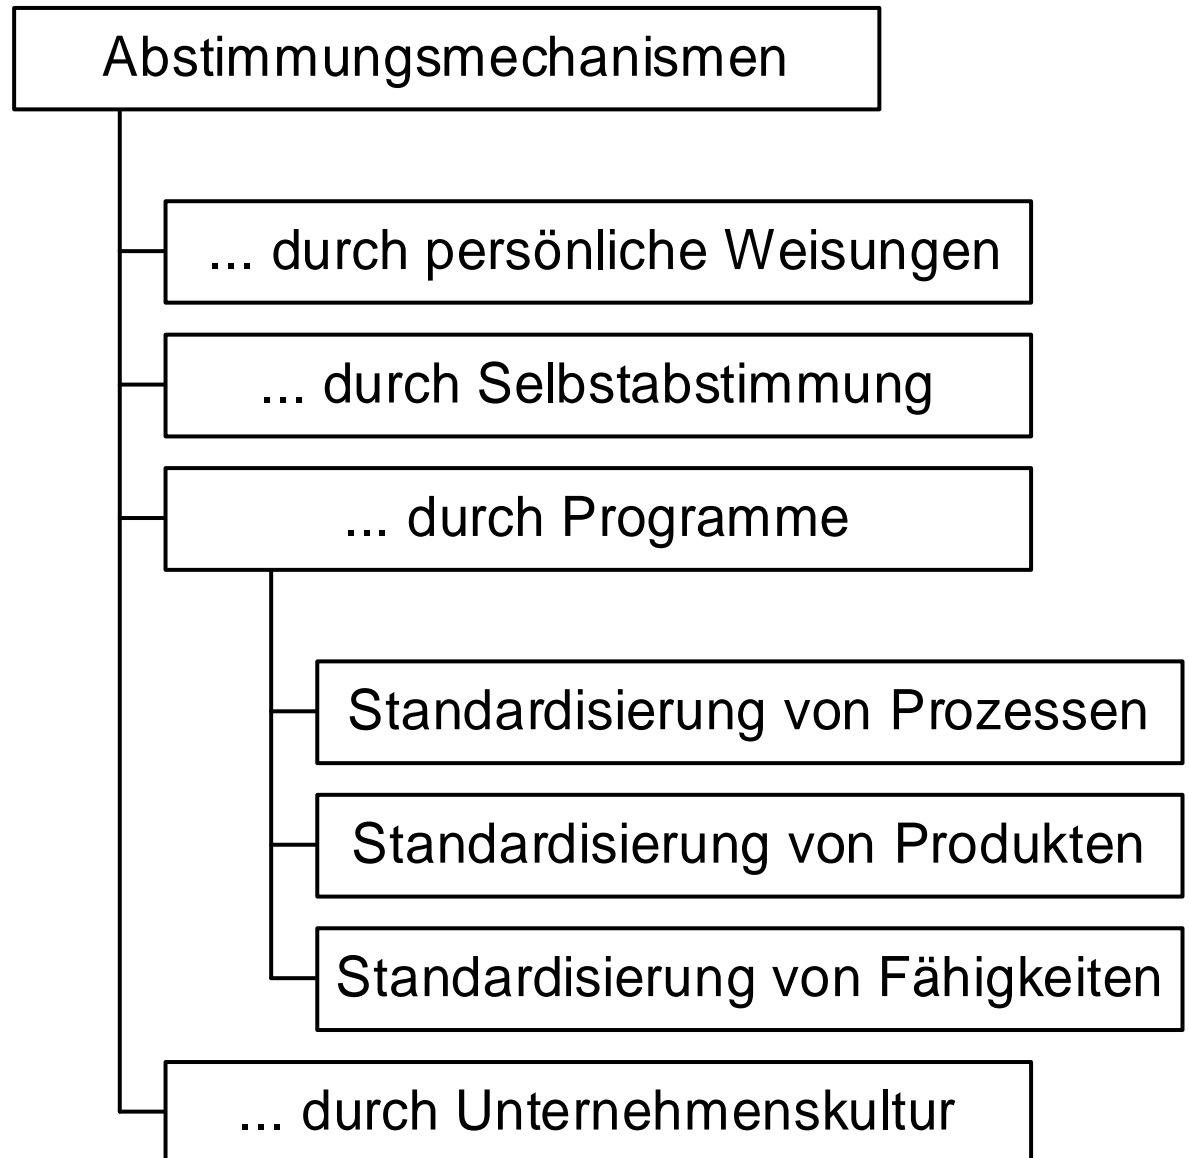 Abstimmungsmechanismen
... durch persönliche Weisungen
... durch Selbstabstimmung
... durch Programme
Standardisierung von Prozessen
Standardisierung von Produkten
Standardisierung von Fähigkeiten
... durch Unternehmenskultur